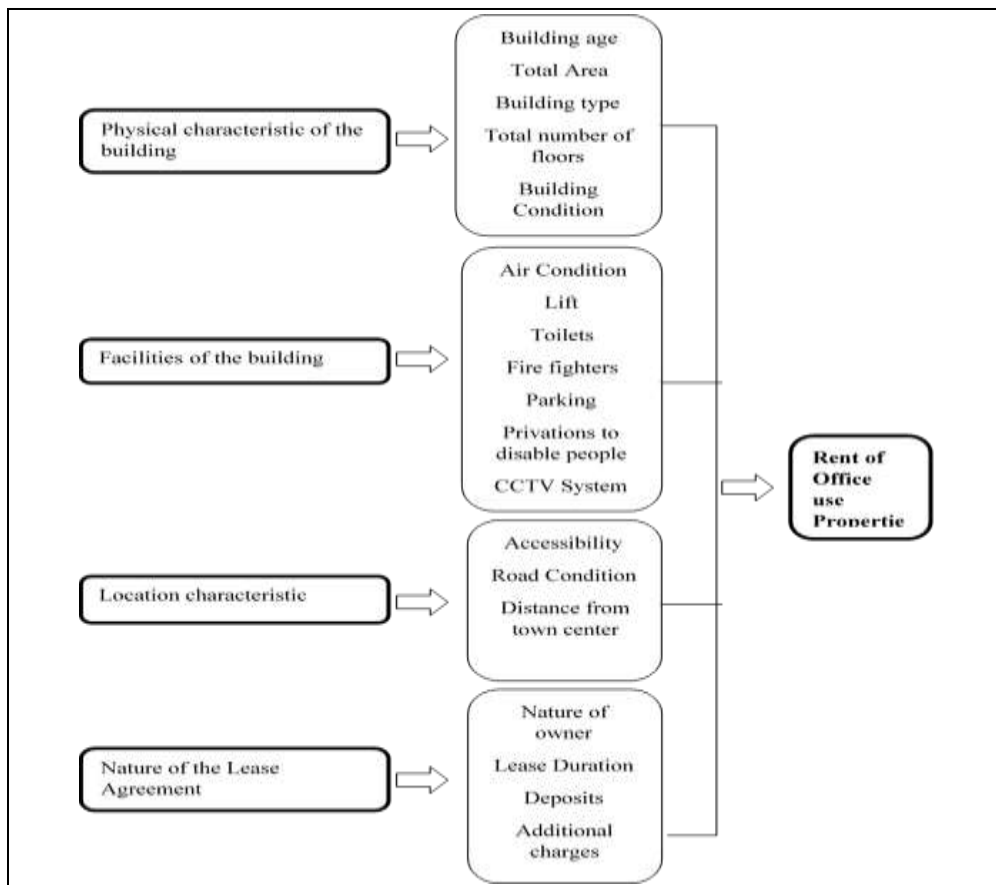 Physical characteristic of the
building
Building age
Total Area
Building type
Total number of
floors
Building
Condition
Facilities of the building
Air Condition
Lift
Toilets
Fire fighters
Parking
Privations to
disable people
CCTV System
Location characteristic
Accessibility
Road Condition
Distance from
town center
Nature of the Lease
Agreement
Nature of
owner
Lease Duration
Deposits
Additional
charges
Rent of
Office
use
Pronertie